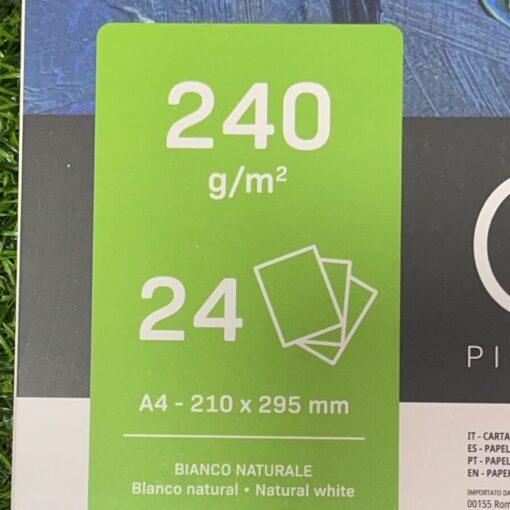 240
g/m²
24
A4 - 210 x 295 mm
BIANCO NATURALE
Blanco natural • Natural white
PI
IT - CARTA
ES - PAPEL
PT - PAPEL
EN - PAPER
IMPORTATO DA
00155 Rom